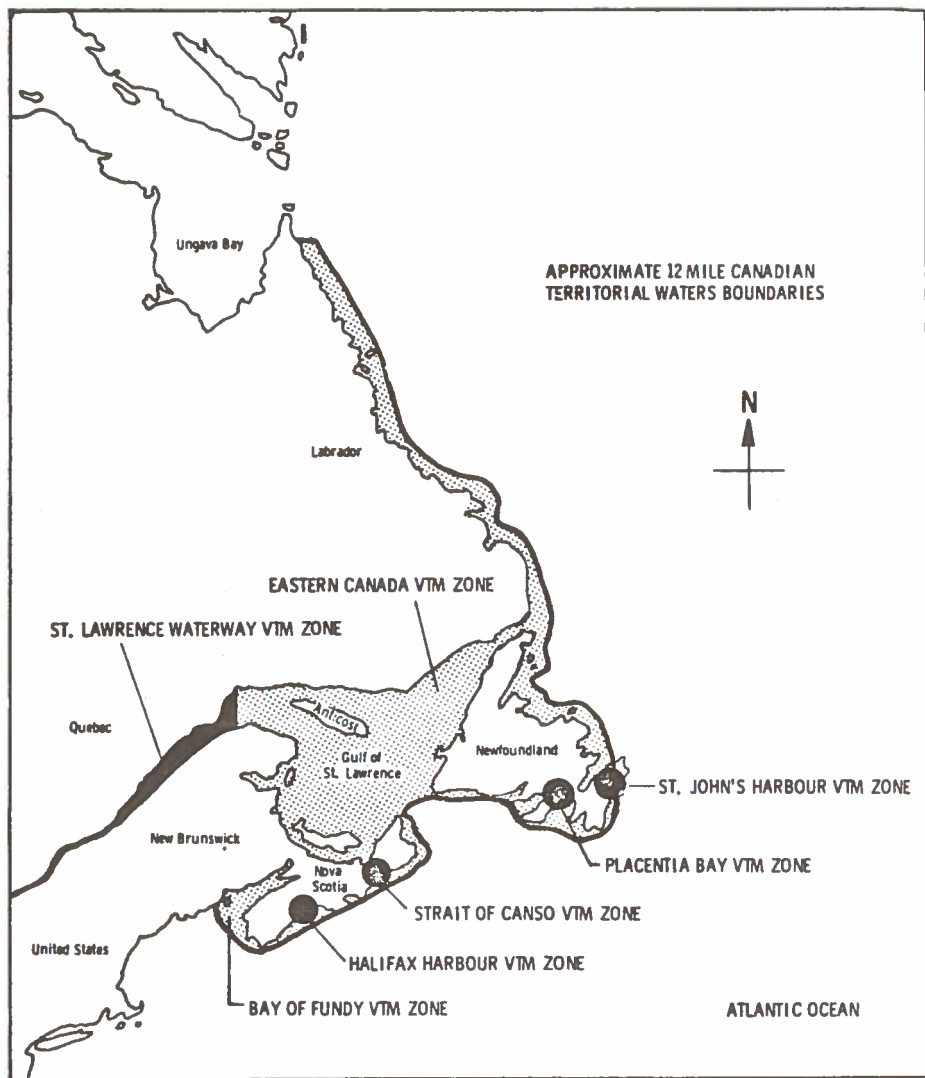 Ungava Bay
APPROXIMATE 12 MILE CANADIAN
TERRITORIAL WATERS BOUNDARIES
N
Labrador
EASTERN CANADA VTM ZONE
ST. LAWRENCE WATERWAY VTM ZONE
Quebec
Anticost
Gulf of
St. Lawrence
Newfoundland
ST. JOHN'S HARBOUR VTM ZONE
New Brunswick
PLACENTIA BAY VTM ZONE
Nova
Scotia
STRAIT OF CANSO VTM ZONE
United States
HALIFAX HARBOUR VTM ZONE
BAY OF FUNDY VTM ZONE
ATLANTIC OCEAN